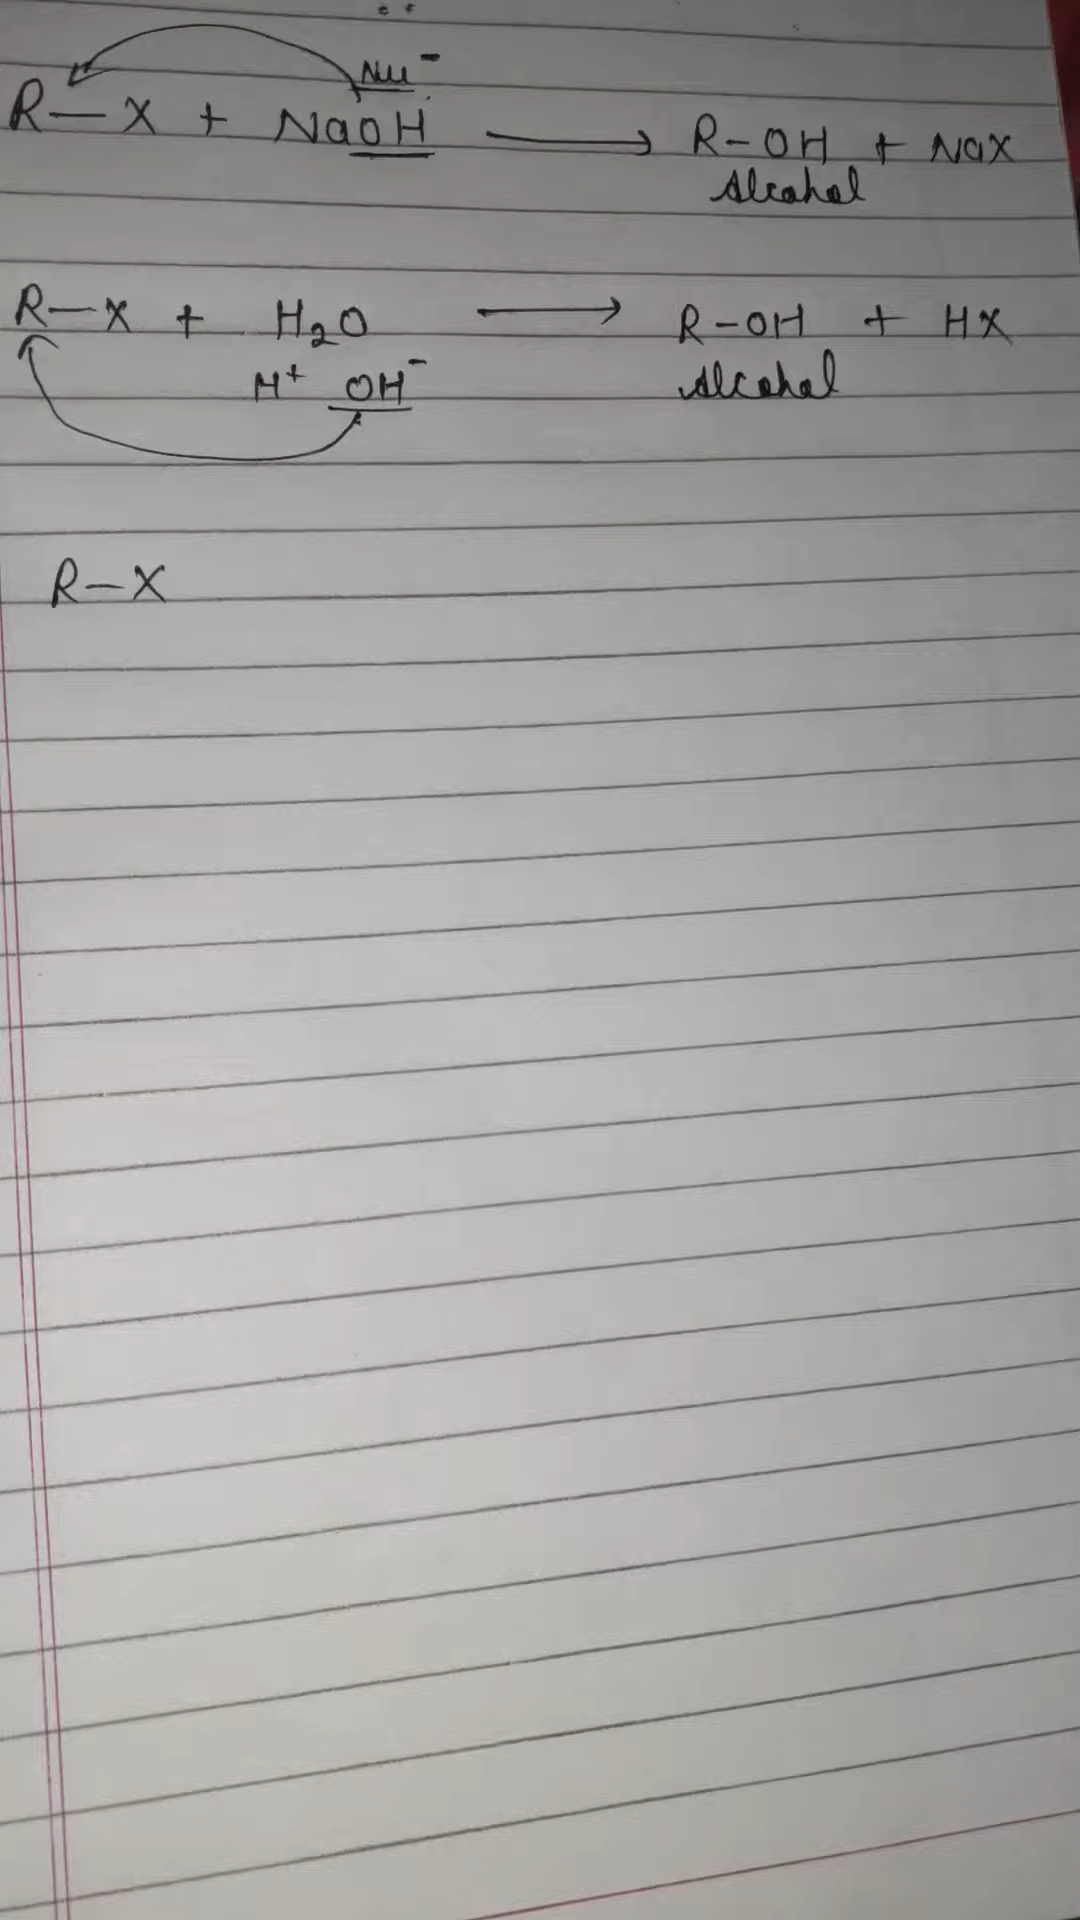 Nu⁻
R—X + NaOH ⟶ R-OH + NaX
Alcohal
R—X + H₂O ⟶ R-OH + HX
H⁺ OH⁻ Alcohal
R-X